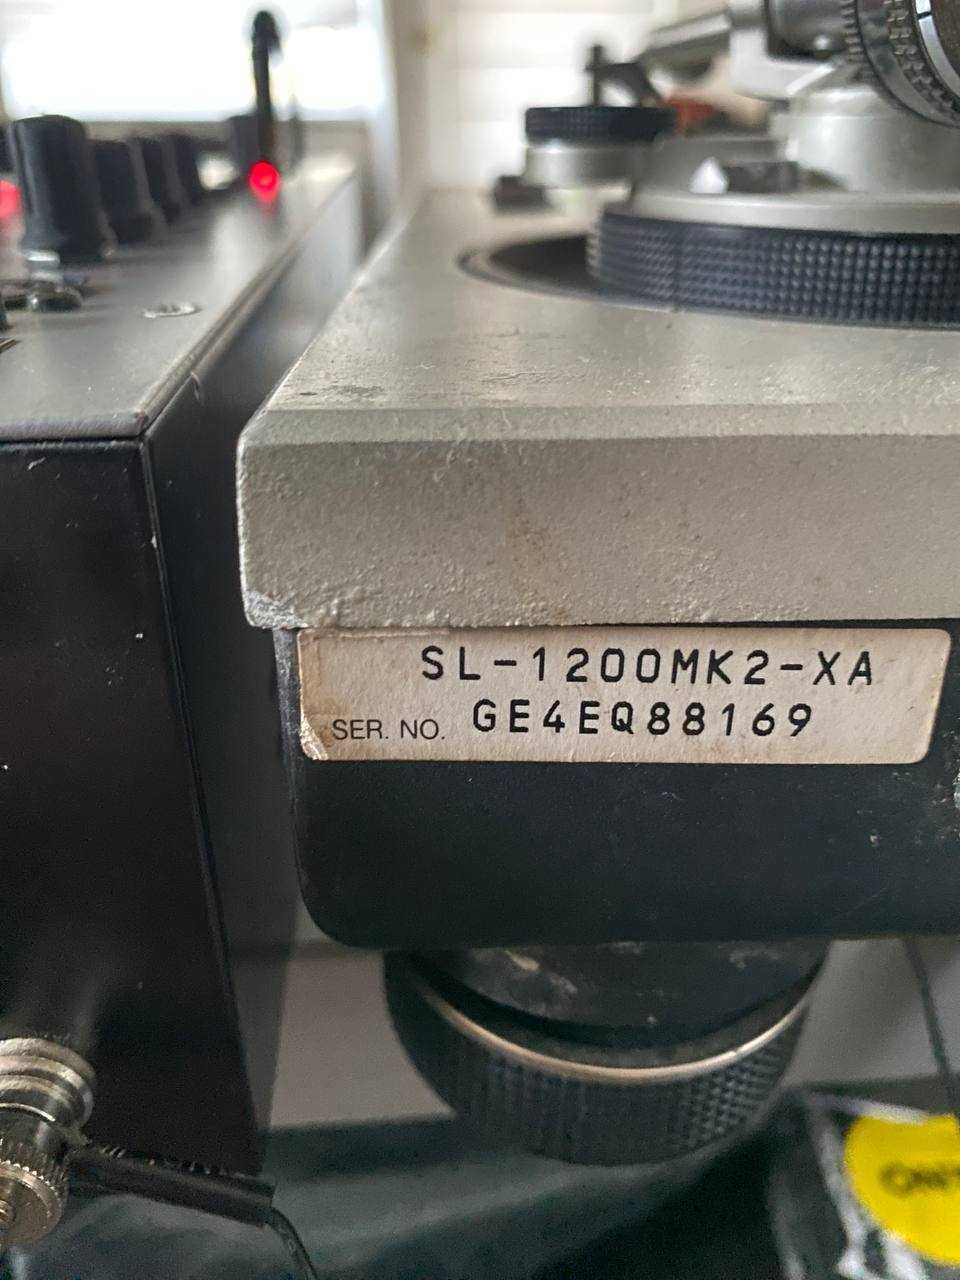 SL-1200MK2-XA
SER. NO. GE4EQ88169